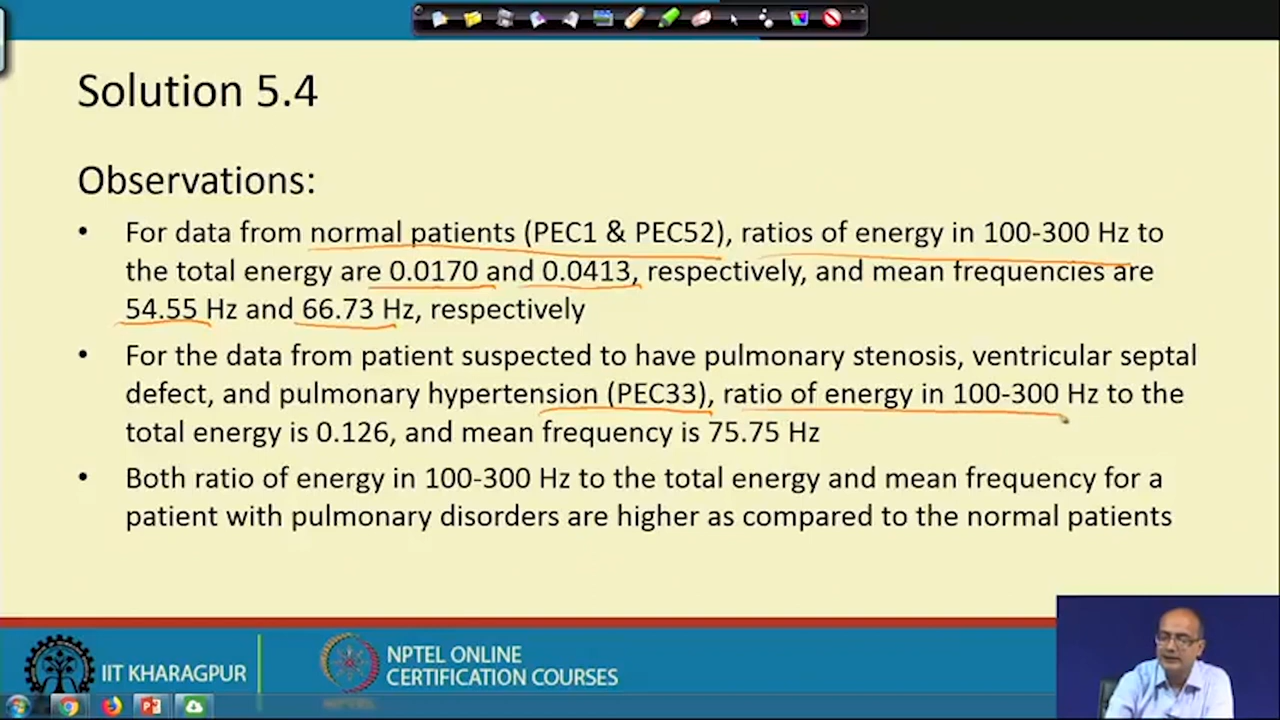 Solution 5.4
Observations:
• For data from normal patients (PEC1 & PEC52), ratios of energy in 100-300 Hz to
the total energy are 0.0170 and 0.0413, respectively, and mean frequencies are
54.55 Hz and 66.73 Hz, respectively
• For the data from patient suspected to have pulmonary stenosis, ventricular septal
defect, and pulmonary hypertension (PEC33), ratio of energy in 100-300 Hz to the
total energy is 0.126, and mean frequency is 75.75 Hz
• Both ratio of energy in 100-300 Hz to the total energy and mean frequency for a
patient with pulmonary disorders are higher as compared to the normal patients
IIT KHARAGPUR
NPTEL ONLINE
CERTIFICATION COURSES